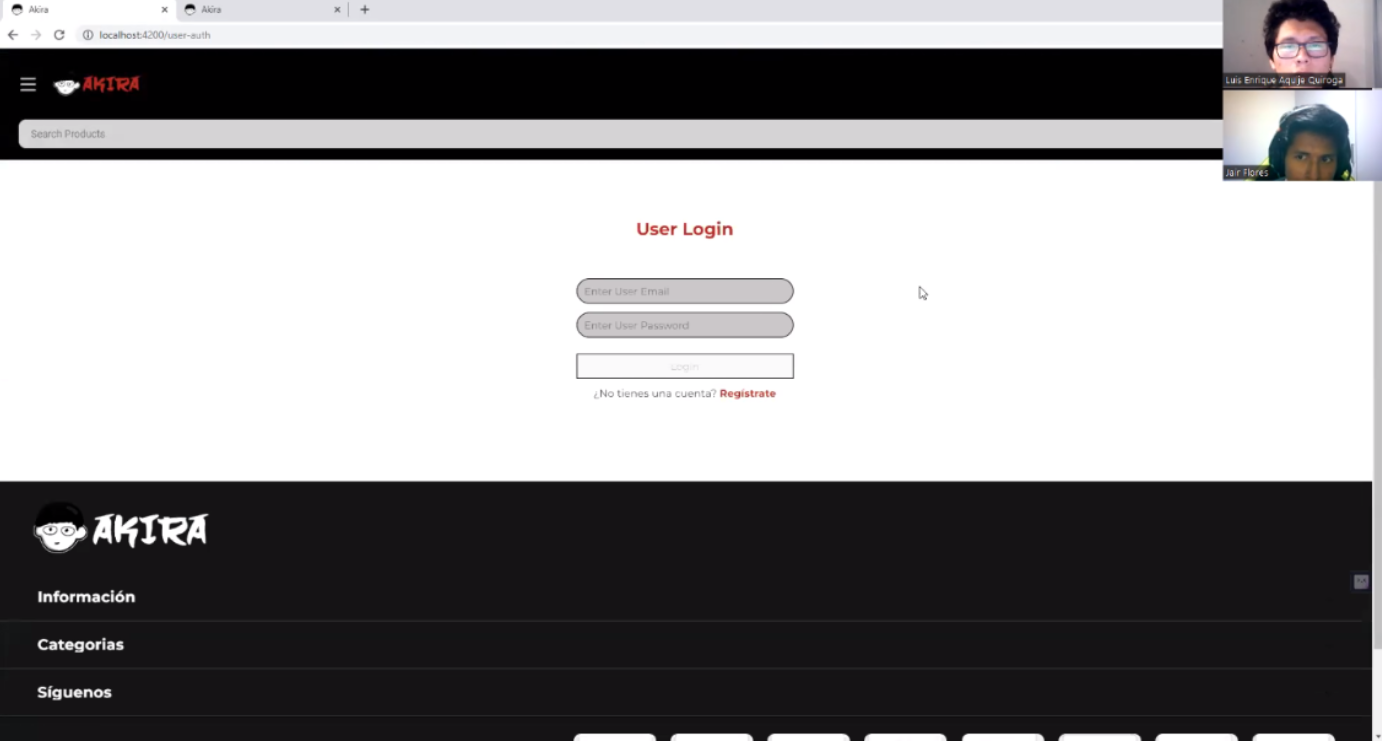 Akira
Akira
localhost:4200/user-auth
AKIRA
Search Products
Luis Enrique Aquije Quiroga
Jair Flores
User Login
Enter User Email
Enter User Password
Login
¿No tienes una cuenta? Regístrate
AKIRA
Información
Categorias
Síguenos